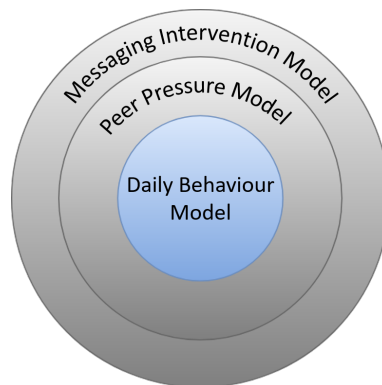 Messaging Intervention Model
Peer Pressure Model
Daily Behaviour
Model